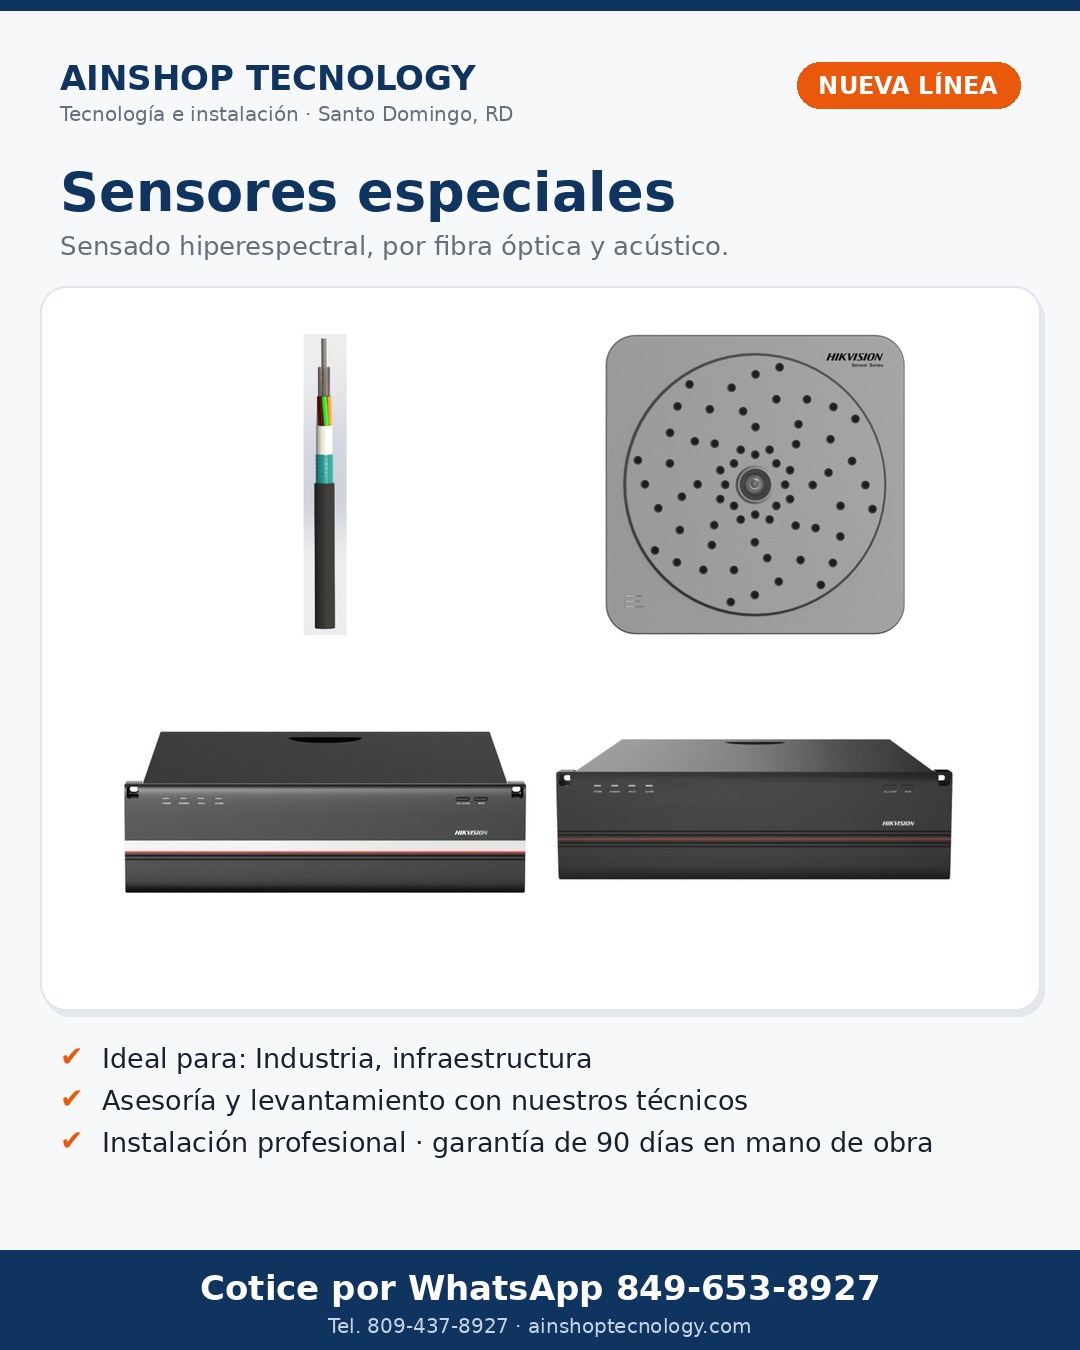 AINSHOP TECNOLOGY
NUEVA LÍNEA
Tecnología e instalación · Santo Domingo, RD
Sensores especiales
Sensado hiperespectral, por fibra óptica y acústico.
HIKVISION
Sensor Series
HIKVISION
HIKVISION
✔ Ideal para: Industria, infraestructura
✔ Asesoría y levantamiento con nuestros técnicos
✔ Instalación profesional · garantía de 90 días en mano de obra
Cotice por WhatsApp 849-653-8927
Tel. 809-437-8927 · ainshoptecnology.com